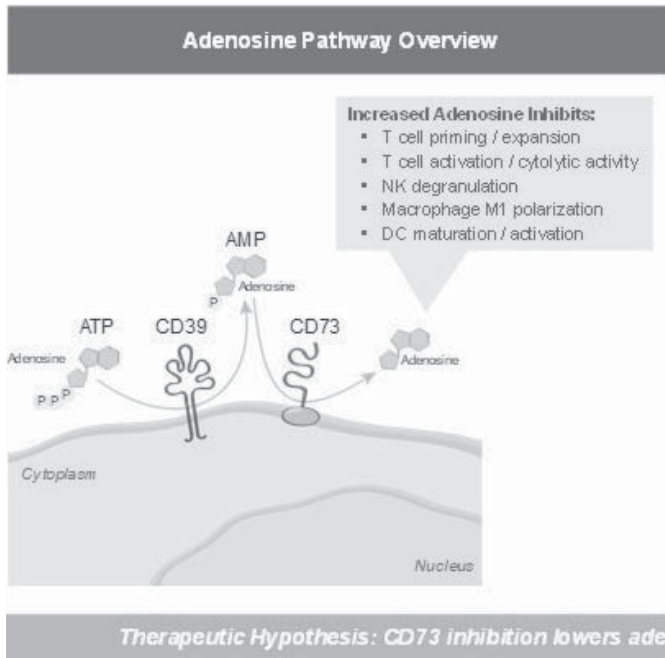 Adenosine Pathway Overview
Increased Adenosine Inhibits:
▪ T cell priming / expansion
▪ T cell activation / cytolytic activity
▪ NK degranulation
▪ Macrophage M1 polarization
▪ DC maturation / activation
AMP
Adenosine
P
ATP
CD39
CD73
Adenosine
P P P
Adenosine
Cytoplasm
Nucleus
Therapeutic Hypothesis: CD73 inhibition lowers ade